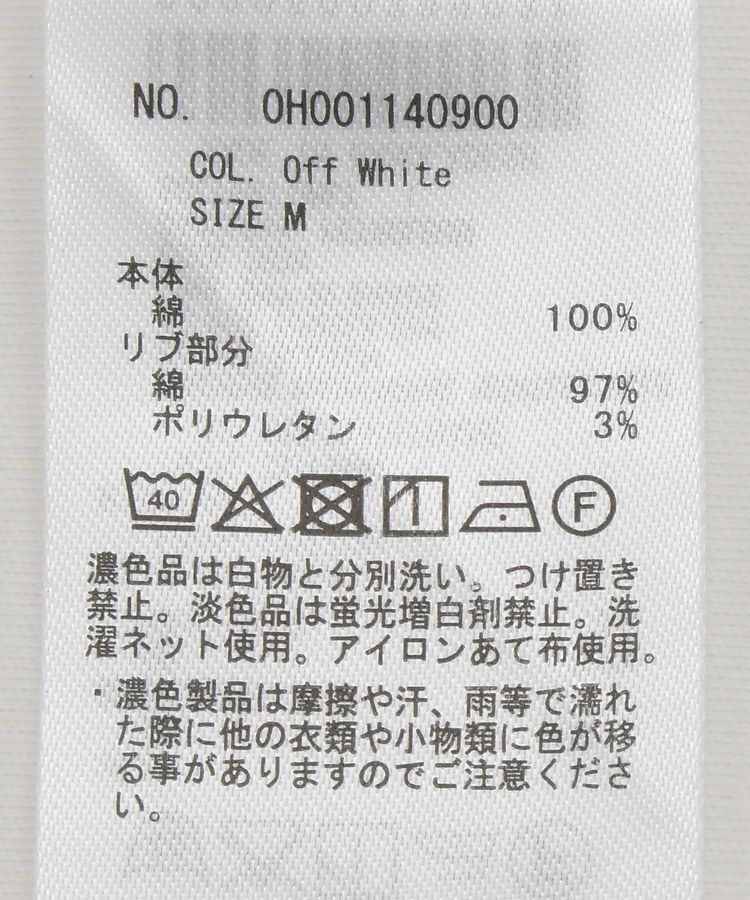 NO. 0H001140900
COL. Off White
SIZE M
本体
綿 100%
リブ部分
綿 97%
ポリウレタン 3%
40 F
濃色品は白物と分別洗い。つけ置き
禁止。淡色品は蛍光増白剤禁止。洗
濯ネット使用。アイロンあて布使用。
・濃色製品は摩擦や汗、雨等で濡れ
た際に他の衣類や小物類に色が移
る事がありますのでご注意くださ
い。